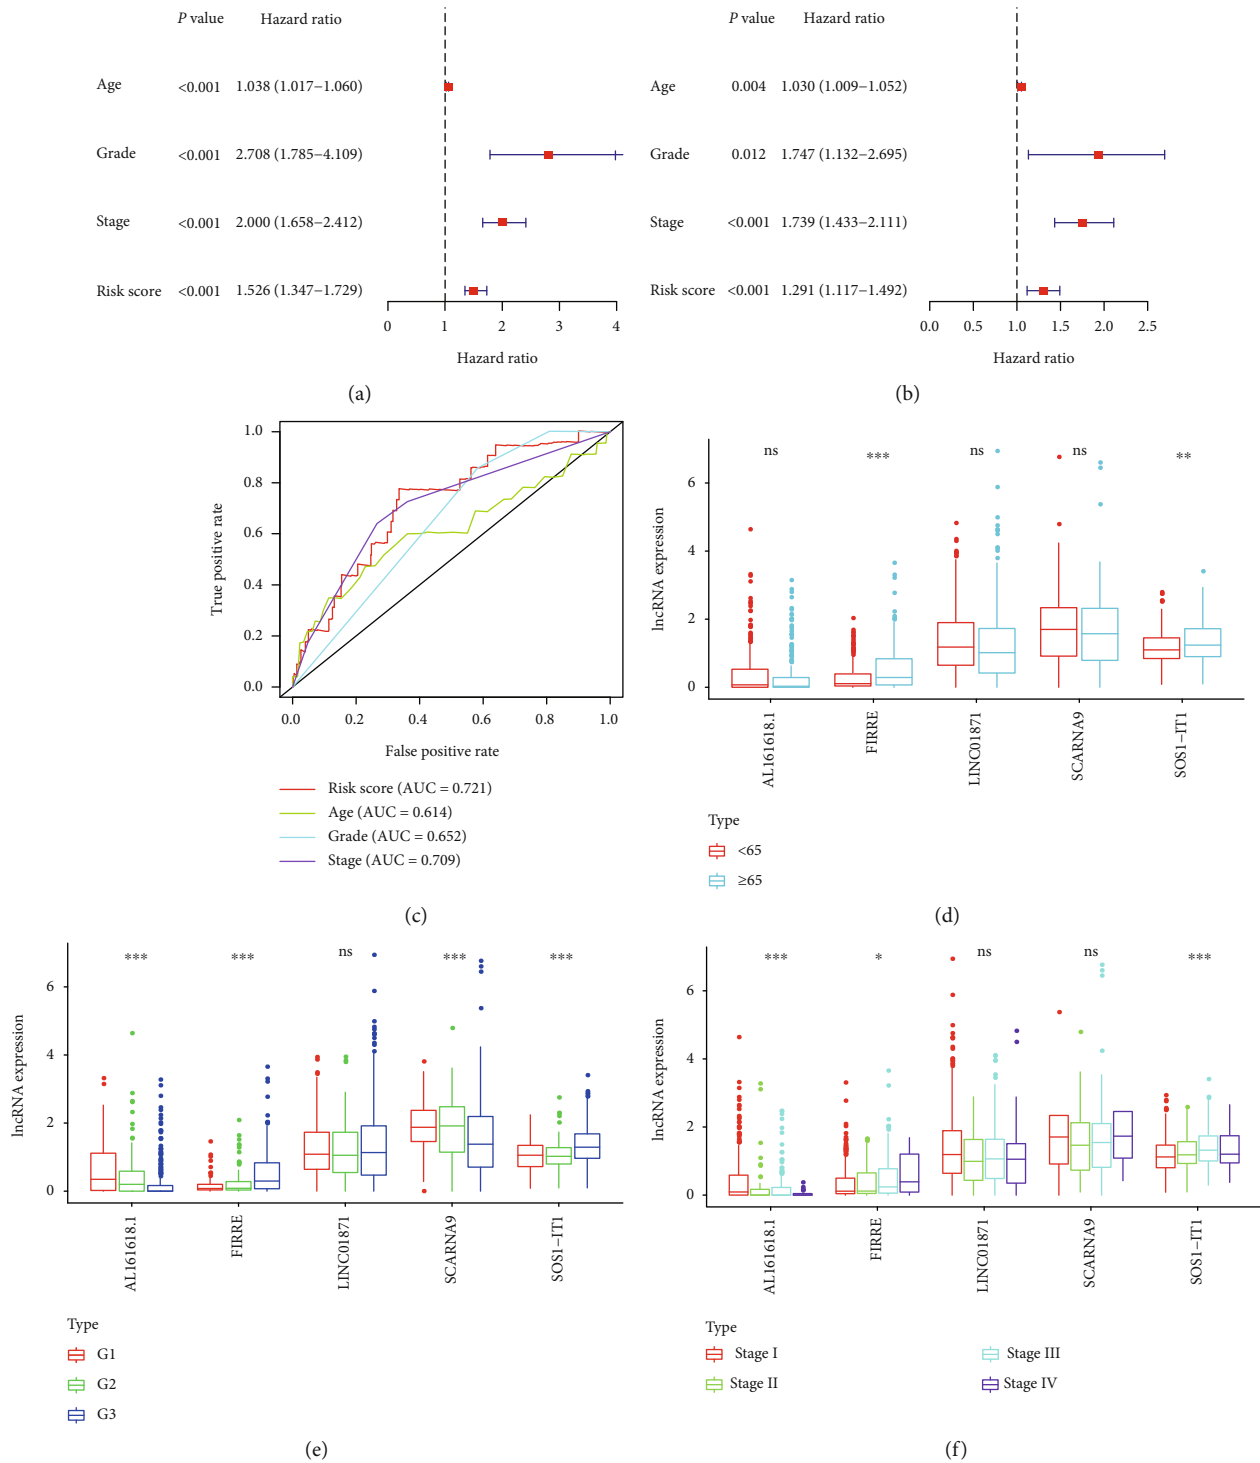 P value Hazard ratio
Age <0.001 1.038 (1.017−1.060)
Grade <0.001 2.708 (1.785−4.109)
Stage <0.001 2.000 (1.658−2.412)
Risk score <0.001 1.526 (1.347−1.729)
0 1 2 3 4
Hazard ratio
(a)
P value Hazard ratio
Age 0.004 1.030 (1.009−1.052)
Grade 0.012 1.747 (1.132−2.695)
Stage <0.001 1.739 (1.433−2.111)
Risk score <0.001 1.291 (1.117−1.492)
0.0 0.5 1.0 1.5 2.0 2.5
Hazard ratio
(b)
True positive rate
1.0
0.8
0.6
0.4
0.2
0.0
0.0 0.2 0.4 0.6 0.8 1.0
False positive rate
Risk score (AUC = 0.721)
Age (AUC = 0.614)
Grade (AUC = 0.652)
Stage (AUC = 0.709)
(c)
lncRNA expression
ns *** ns ns **
6
4
2
0
AL161618.1
FIRRE
LINC01871
SCARNA9
SOS1−IT1
Type
<65
≥65
(d)
lncRNA expression
*** *** ns *** ***
6
4
2
0
AL161618.1
FIRRE
LINC01871
SCARNA9
SOS1−IT1
Type
G1
G2
G3
(e)
lncRNA expression
*** * ns ns ***
6
4
2
0
AL161618.1
FIRRE
LINC01871
SCARNA9
SOS1−IT1
Type
Stage I Stage III
Stage II Stage IV
(f)